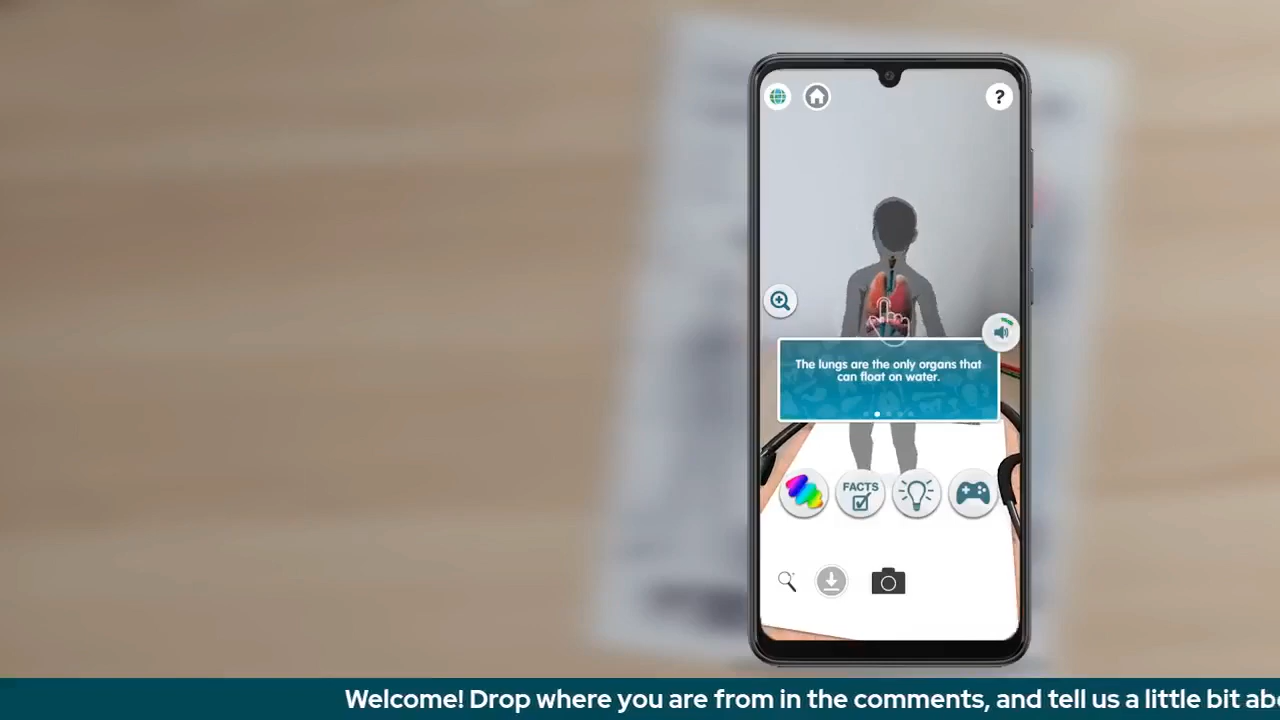 ?
The lungs are the only organs that
can float on water.
FACTS
Welcome! Drop where you are from in the comments, and tell us a little bit abo